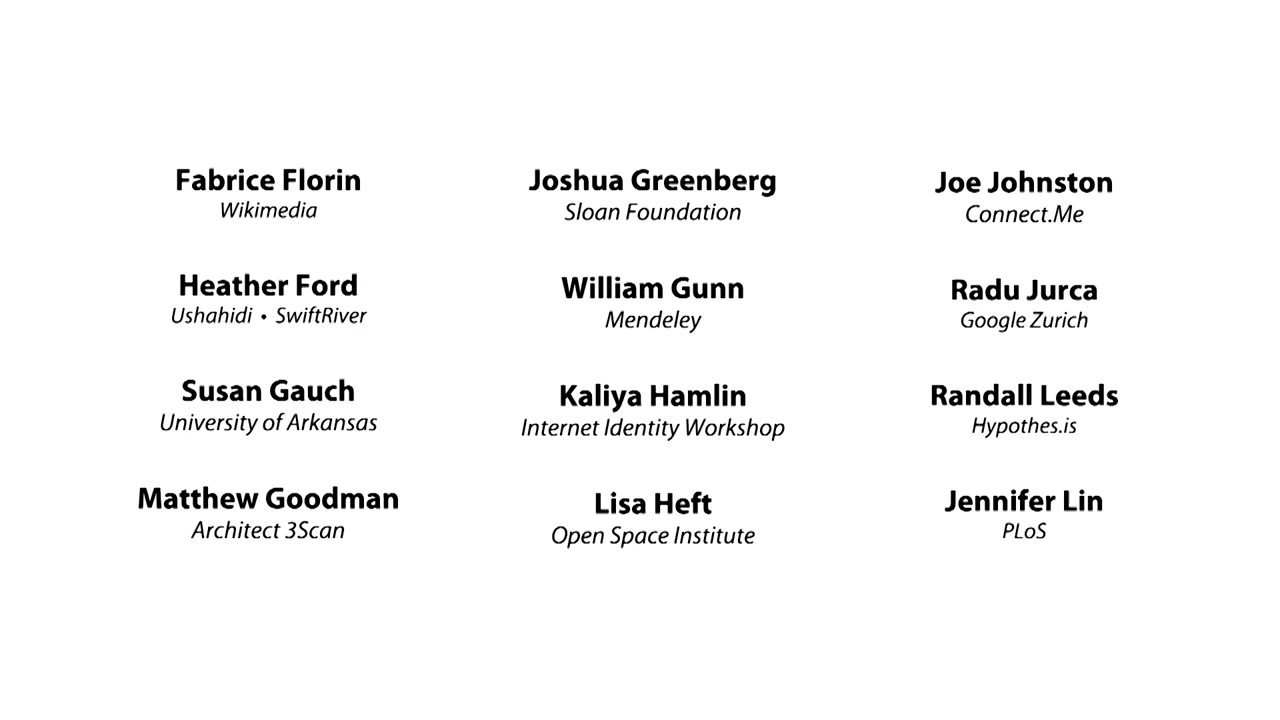 Fabrice Florin
Wikimedia
Heather Ford
Ushahidi • SwiftRiver
Susan Gauch
University of Arkansas
Matthew Goodman
Architect 3Scan
Joshua Greenberg
Sloan Foundation
William Gunn
Mendeley
Kaliya Hamlin
Internet Identity Workshop
Lisa Heft
Open Space Institute
Joe Johnston
Connect.Me
Radu Jurca
Google Zurich
Randall Leeds
Hypothes.is
Jennifer Lin
PLoS